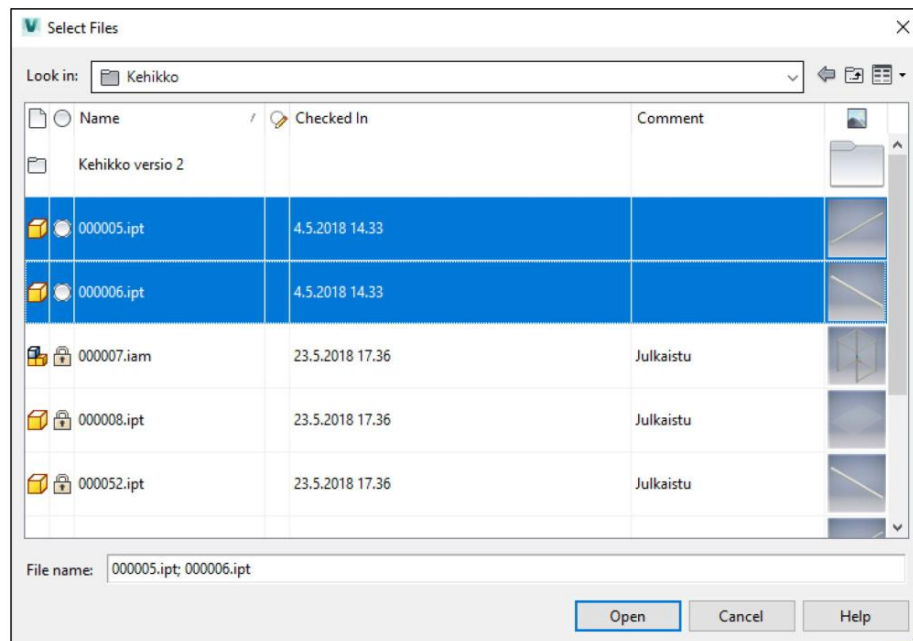 Select Files
Look in: Kehikko
Name / Checked In Comment
Kehikko versio 2
000005.ipt 4.5.2018 14.33
000006.ipt 4.5.2018 14.33
000007.iam 23.5.2018 17.36 Julkaistu
000008.ipt 23.5.2018 17.36 Julkaistu
000052.ipt 23.5.2018 17.36 Julkaistu
File name: 000005.ipt; 000006.ipt
Open Cancel Help